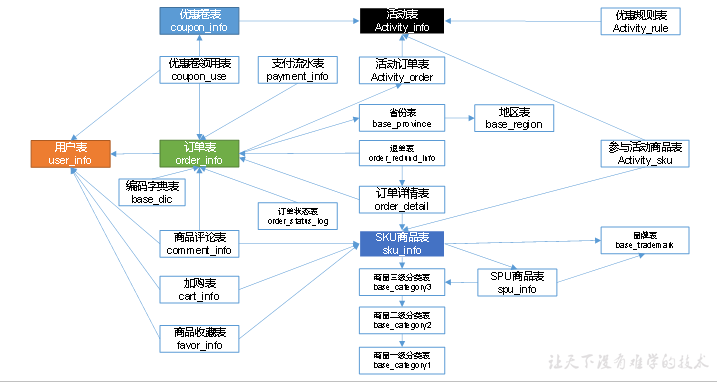 优惠卷表
coupon_info
活动表
Activity_info
优惠规则表
Activity_rule
优惠卷领用表
coupon_use
支付流水表
payment_info
活动订单表
Activity_order
省份表
base_province
地区表
base_region
用户表
user_info
订单表
order_info
退单表
order_redund_info
参与活动商品表
Activity_sku
编码字典表
base_dic
订单状态表
order_status_log
订单详情表
order_detail
商品评论表
comment_info
SKU商品表
sku_info
品牌表
base_trademark
加购表
cart_info
商品三级分类表
base_category3
SPU商品表
spu_info
商品二级分类表
base_category2
商品收藏表
favor_info
商品一级分类表
base_category1
让天下没有难学的技术